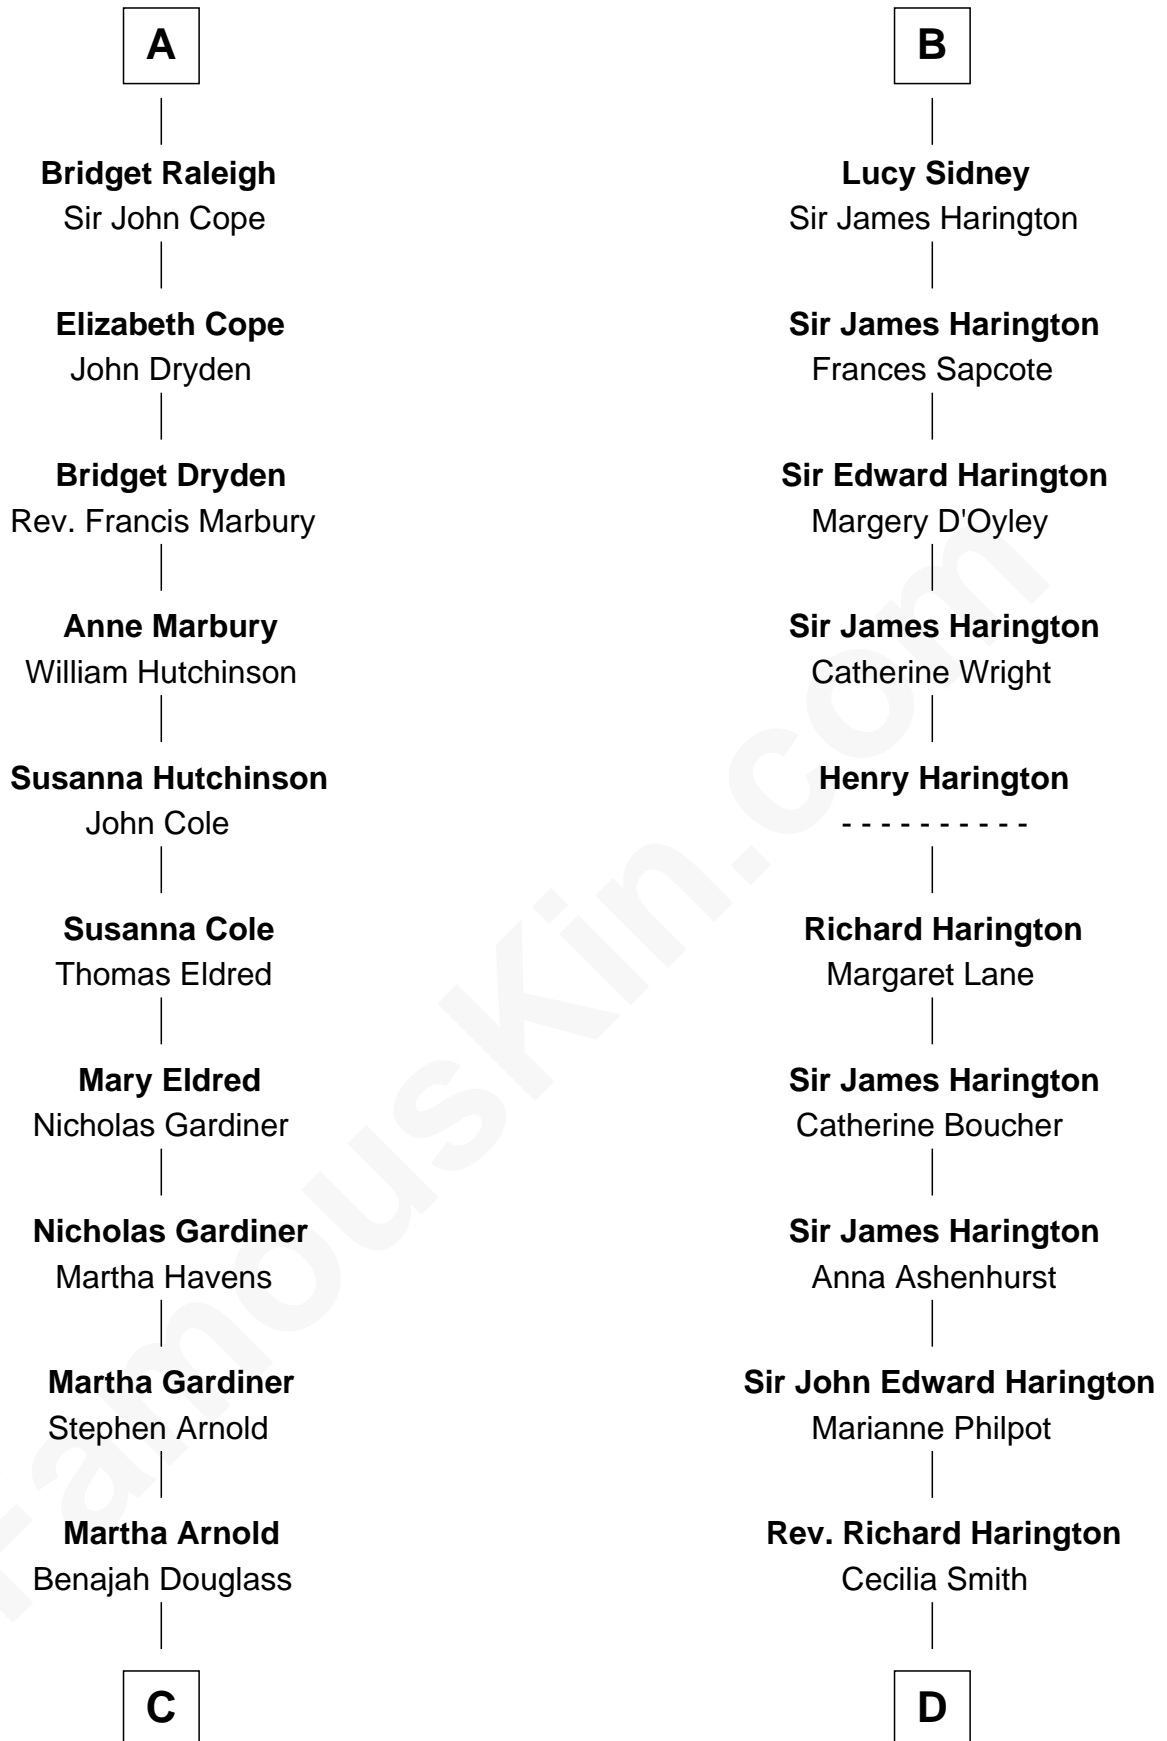 A
Bridget Raleigh
Sir John Cope
Elizabeth Cope
John Dryden
Bridget Dryden
Rev. Francis Marbury
Anne Marbury
William Hutchinson
Susanna Hutchinson
John Cole
Susanna Cole
Thomas Eldred
Mary Eldred
Nicholas Gardiner
Nicholas Gardiner
Martha Havens
Martha Gardiner
Stephen Arnold
Martha Arnold
Benajah Douglass
C
B
Lucy Sidney
Sir James Harington
Sir James Harington
Frances Sapcote
Sir Edward Harington
Margery D'Oyley
Sir James Harington
Catherine Wright
Henry Harington
- - - - - - - - - -
Richard Harington
Margaret Lane
Sir James Harington
Catherine Boucher
Sir James Harington
Anna Ashenhurst
Sir John Edward Harington
Marianne Philpot
Rev. Richard Harington
Cecilia Smith
D
FamousKin.com